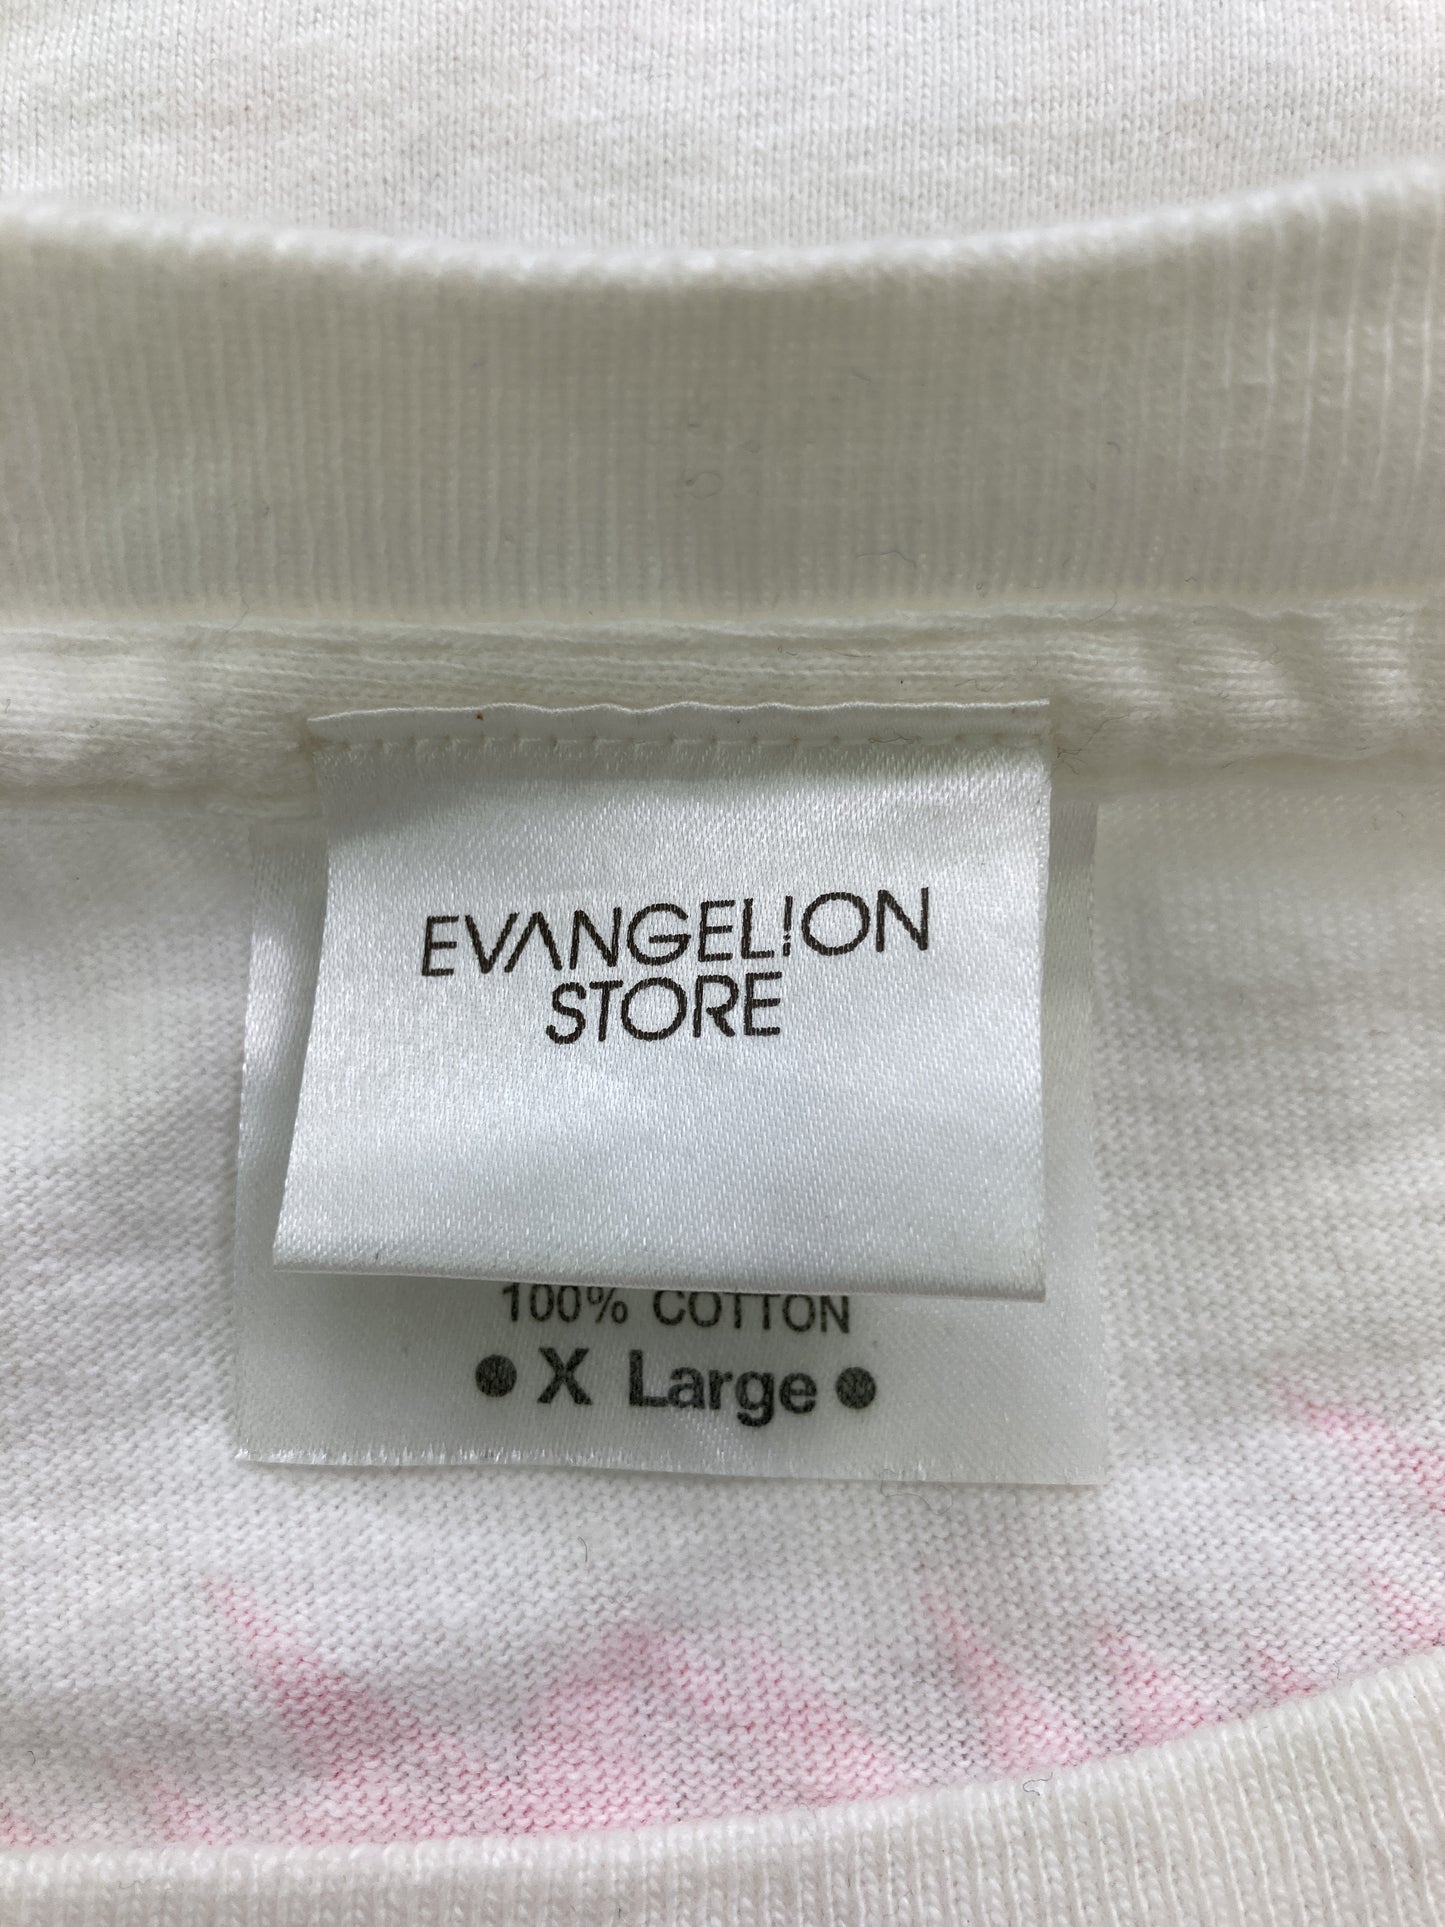 EVANGEL!ON
STORE
100% COTTON
● X Large ●